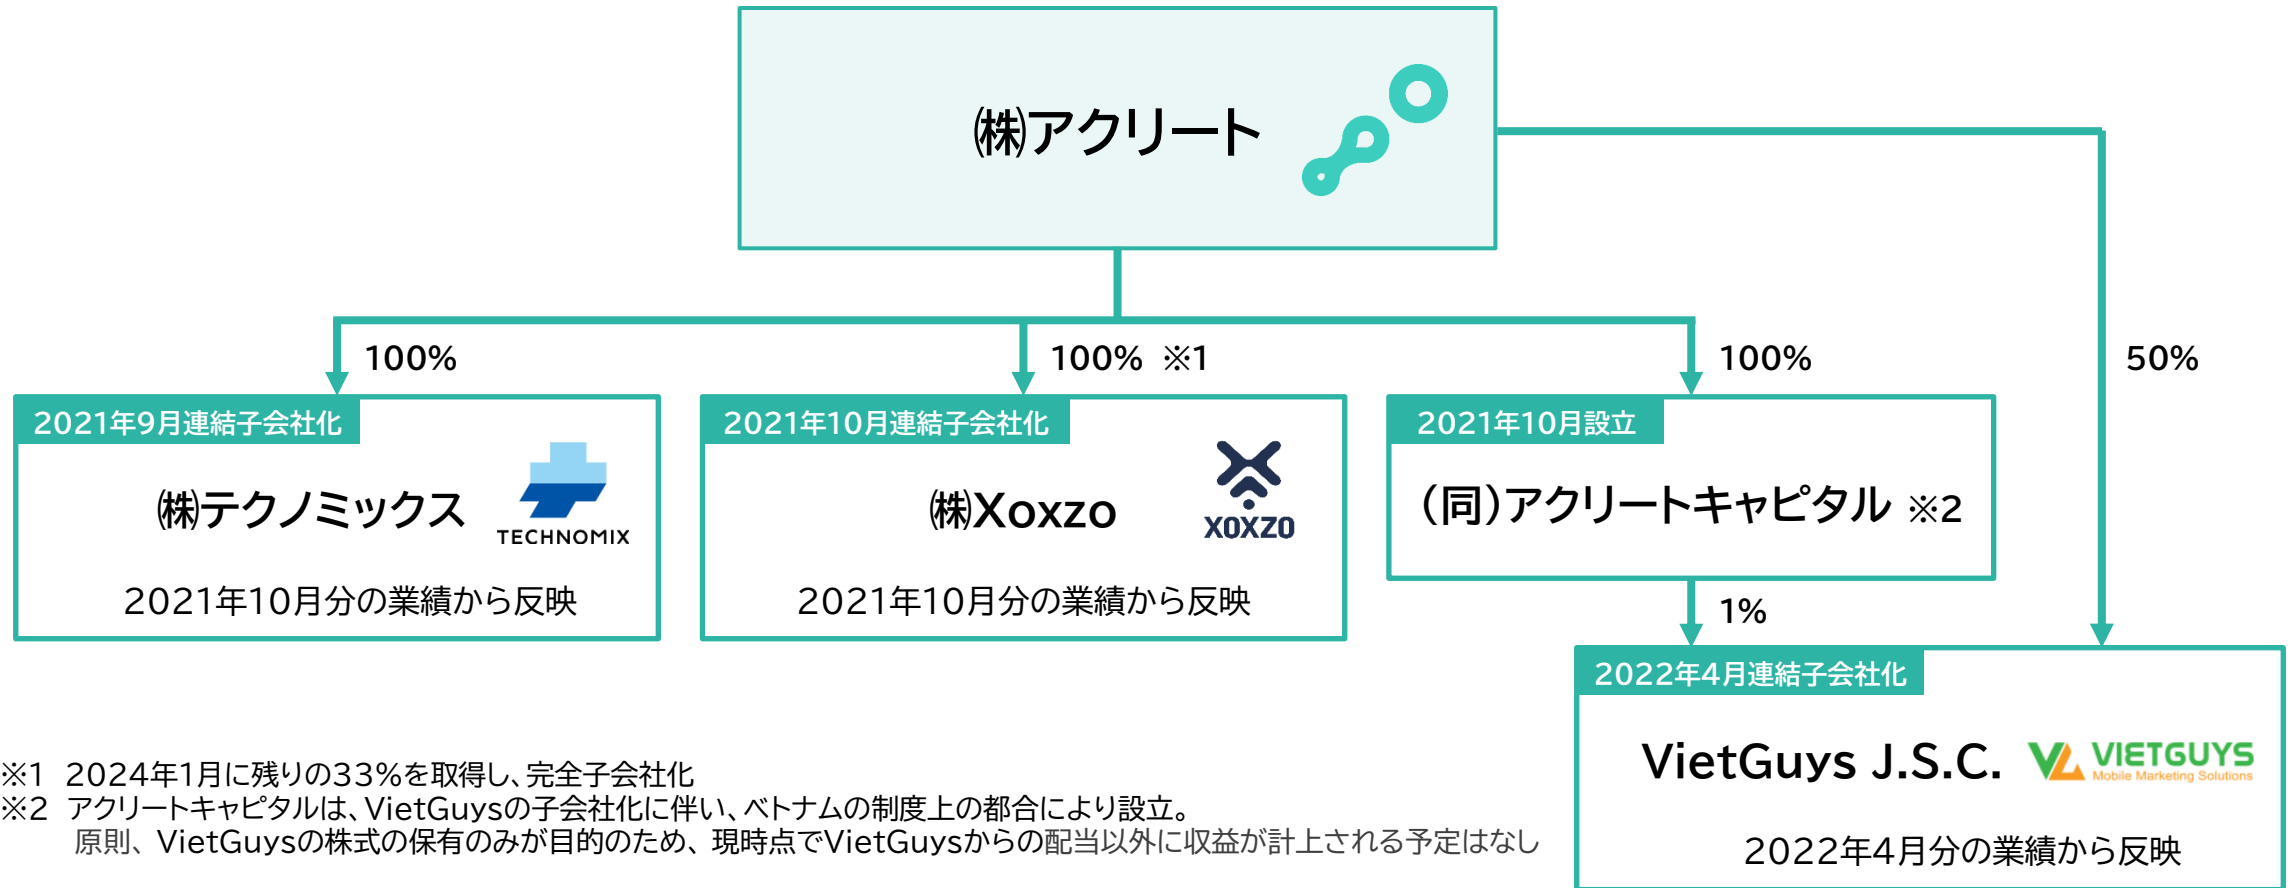 ㈱アクリート
100%
100% ※1
100%
50%
2021年9月連結子会社化
㈱テクノミックス
TECHNOMIX
2021年10月分の業績から反映
2021年10月連結子会社化
㈱Xoxzo
XOXZO
2021年10月分の業績から反映
2021年10月設立
(同)アクリートキャピタル ※2
1%
2022年4月連結子会社化
VietGuys J.S.C.
VIETGUYS
Mobile Marketing Solutions
2022年4月分の業績から反映
※1 2024年1月に残りの33%を取得し、完全子会社化
※2 アクリートキャピタルは、VietGuysの子会社化に伴い、ベトナムの制度上の都合により設立。
原則、VietGuysの株式の保有のみが目的のため、現時点でVietGuysからの配当以外に収益が計上される予定はなし